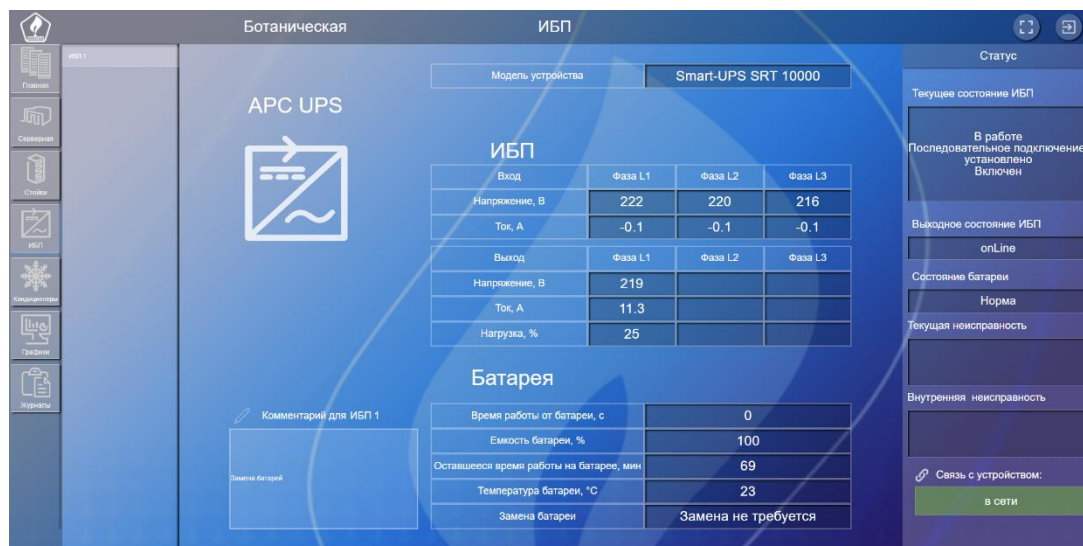 Ботаническая
ИБП
ИБП 1
Главная
Серверная
Стойки
ИБП
Кондиционеры
Графики
Журналы
APC UPS
Модель устройства Smart-UPS SRT 10000
ИБП
Вход Фаза L1 Фаза L2 Фаза L3
Напряжение, В 222 220 216
Ток, А -0.1 -0.1 -0.1
Выход Фаза L1 Фаза L2 Фаза L3
Напряжение, В 219
Ток, А 11.3
Нагрузка, % 25
Батарея
Время работы от батареи, с 0
Емкость батареи, % 100
Оставшееся время работы на батарее, мин 69
Температура батареи, °C 23
Замена батареи Замена не требуется
Комментарий для ИБП 1
Замена батарей
Статус
Текущее состояние ИБП
В работе
Последовательное подключение
установлено
Включен
Выходное состояние ИБП
onLine
Состояние батареи
Норма
Текущая неисправность
Внутренняя неисправность
Связь с устройством:
в сети